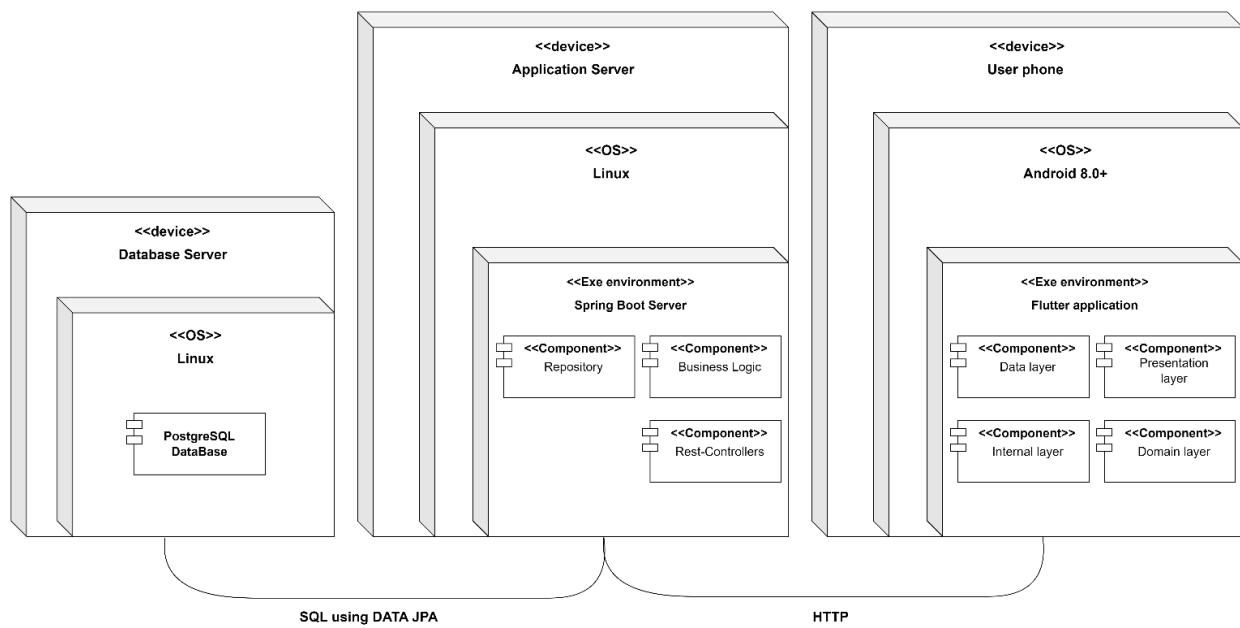 <<device>>
Database Server
<<OS>>
Linux
PostgreSQL
DataBase
<<device>>
Application Server
<<OS>>
Linux
<<Exe environment>>
Spring Boot Server
<<Component>>
Repository
<<Component>>
Business Logic
<<Component>>
Rest-Controllers
<<device>>
User phone
<<OS>>
Android 8.0+
<<Exe environment>>
Flutter application
<<Component>>
Data layer
<<Component>>
Presentation
layer
<<Component>>
Internal layer
<<Component>>
Domain layer
SQL using DATA JPA
HTTP